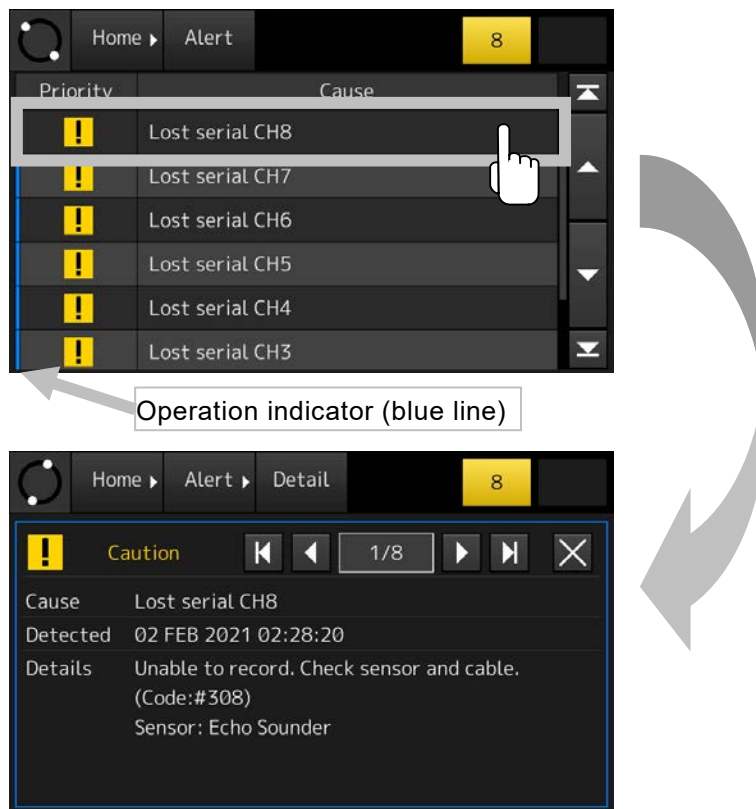 Home Alert 8
Priority Cause
! Lost serial CH8
! Lost serial CH7
! Lost serial CH6
! Lost serial CH5
! Lost serial CH4
! Lost serial CH3
Operation indicator (blue line)
Home Alert Detail 8
! Caution 1/8
Cause Lost serial CH8
Detected 02 FEB 2021 02:28:20
Details Unable to record. Check sensor and cable.
(Code:#308)
Sensor: Echo Sounder